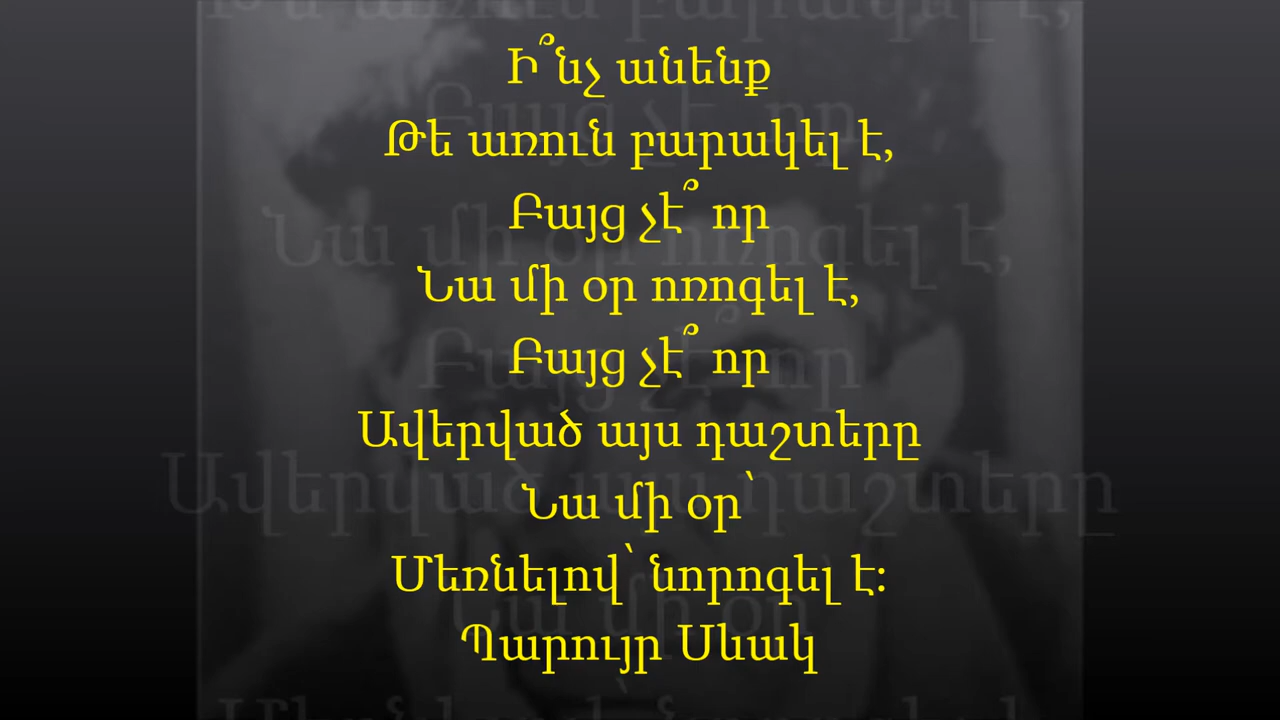 Ի՞նչ անենք
Թե առուն բարակել է,
Բայց չէ՞ որ
Նա մի օր ոռոգել է,
Բայց չէ՞ որ
Ավերված այս դաշտերը
Նա մի օր՝
Մեռնելով՝ նորոգել է։
Պարույր Սևակ